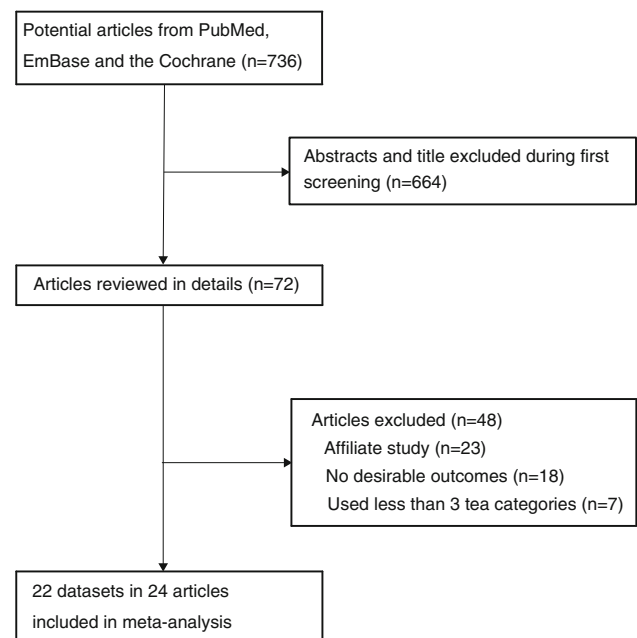 Potential articles from PubMed,
EmBase and the Cochrane (n=736)
Abstracts and title excluded during first
screening (n=664)
Articles reviewed in details (n=72)
Articles excluded (n=48)
Affiliate study (n=23)
No desirable outcomes (n=18)
Used less than 3 tea categories (n=7)
22 datasets in 24 articles
included in meta-analysis